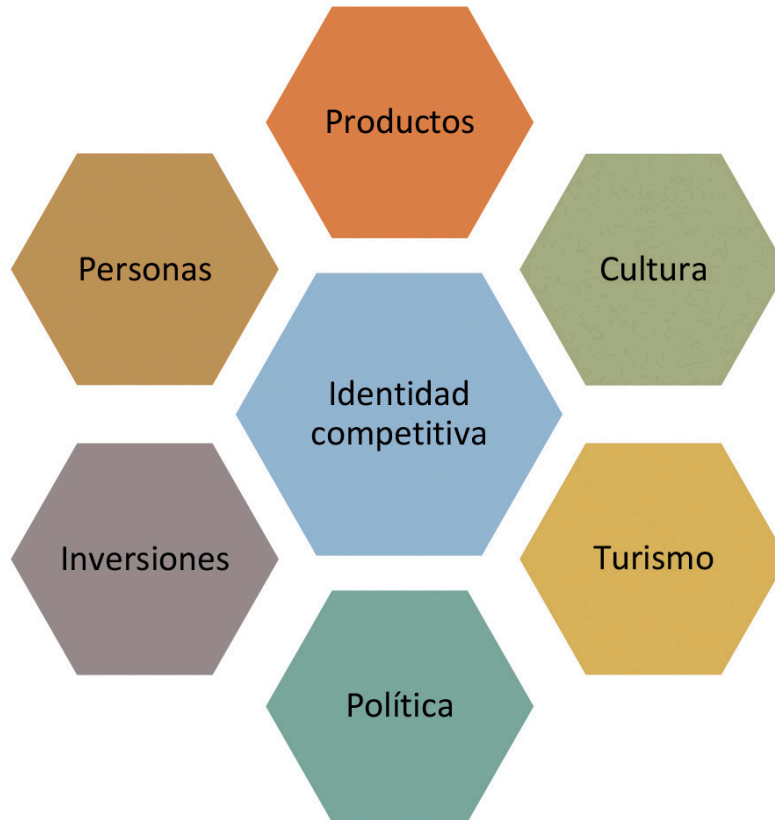 Productos
Personas
Cultura
Identidad
competitiva
Inversiones
Turismo
Política